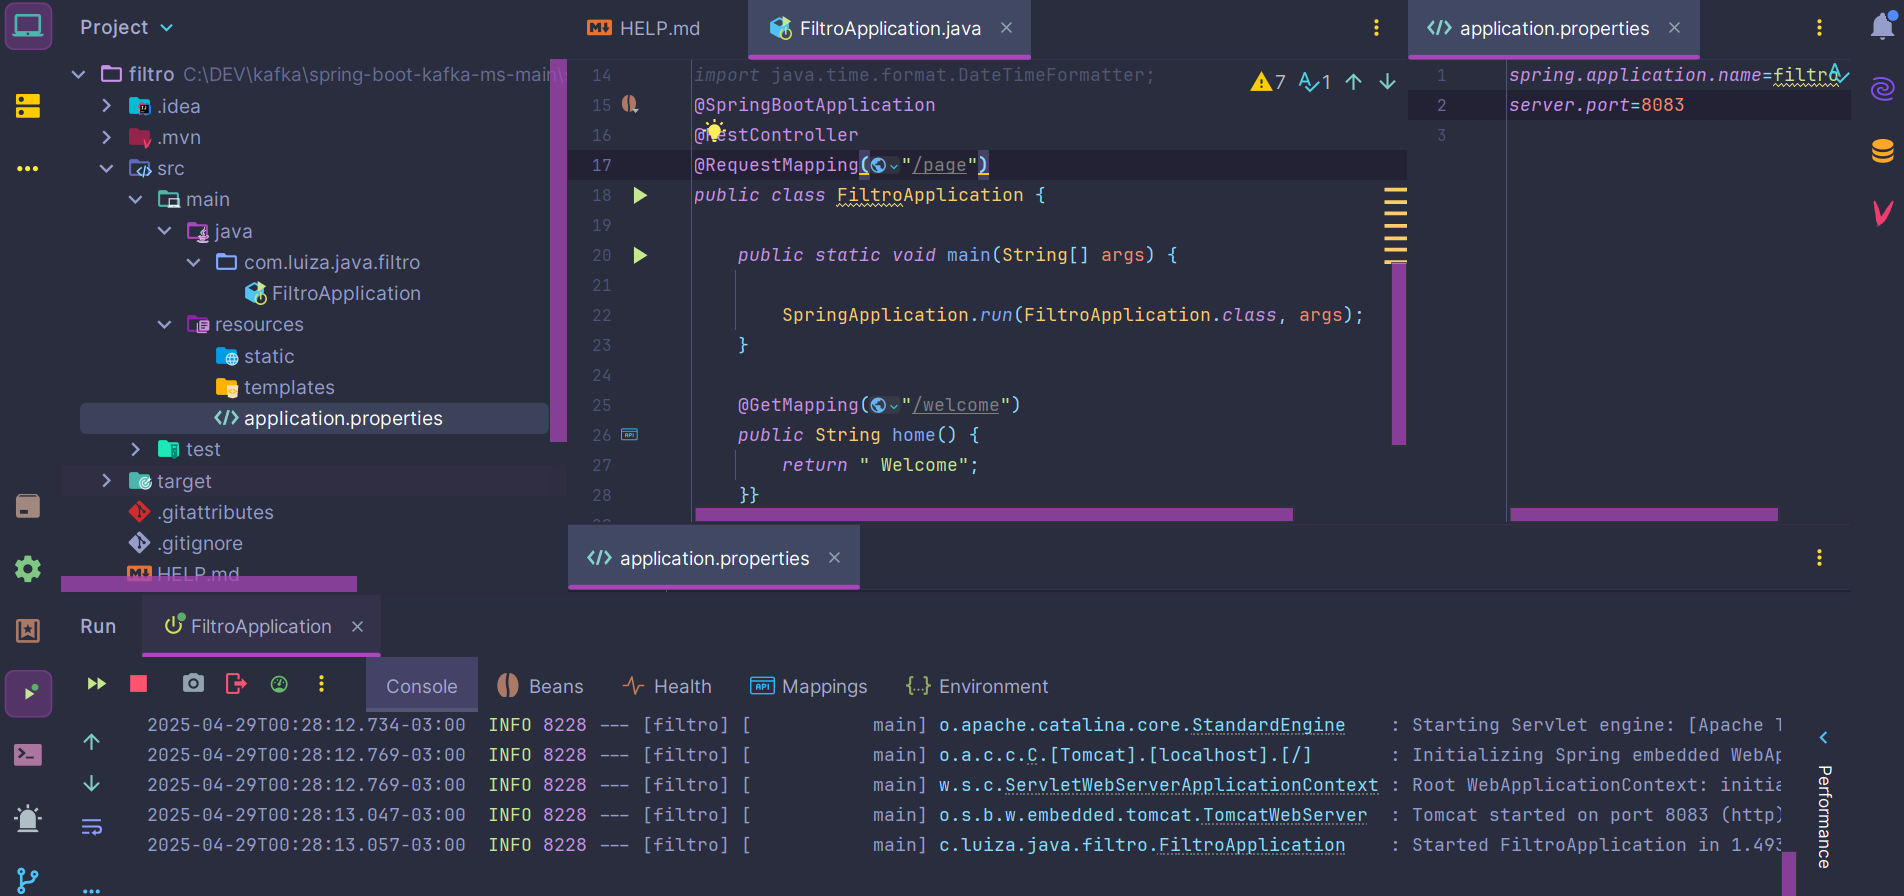 Project
filtro C:\DEV\kafka\spring-boot-kafka-ms-main\
.idea
.mvn
src
main
java
com.luiza.java.filtro
FiltroApplication
resources
static
templates
application.properties
test
target
.gitattributes
.gitignore
HELP.md
HELP.md
FiltroApplication.java
14 import java.time.format.DateTimeFormatter;
7 1
15 @SpringBootApplication
16 @RestController
17 @RequestMapping("/page")
18 public class FiltroApplication {
19
20 public static void main(String[] args) {
21
22 SpringApplication.run(FiltroApplication.class, args);
23 }
24
25 @GetMapping("/welcome")
26 public String home() {
27 return " Welcome";
28 }}
application.properties
1 spring.application.name=filtro
2 server.port=8083
3
application.properties
Run
FiltroApplication
Console
Beans
API Mappings
Health
Environment
2025-04-29T00:28:12.734-03:00 INFO 8228 --- [filtro] [ main] o.apache.catalina.core.StandardEngine : Starting Servlet engine: [Apache T
2025-04-29T00:28:12.769-03:00 INFO 8228 --- [filtro] [ main] o.a.c.c.C.[Tomcat].[localhost].[/] : Initializing Spring embedded WebAp
2025-04-29T00:28:12.769-03:00 INFO 8228 --- [filtro] [ main] w.s.c.ServletWebServerApplicationContext : Root WebApplicationContext: initia
2025-04-29T00:28:13.047-03:00 INFO 8228 --- [filtro] [ main] o.s.b.w.embedded.tomcat.TomcatWebServer : Tomcat started on port 8083 (http)
2025-04-29T00:28:13.057-03:00 INFO 8228 --- [filtro] [ main] c.luiza.java.filtro.FiltroApplication : Started FiltroApplication in 1.493
Performance